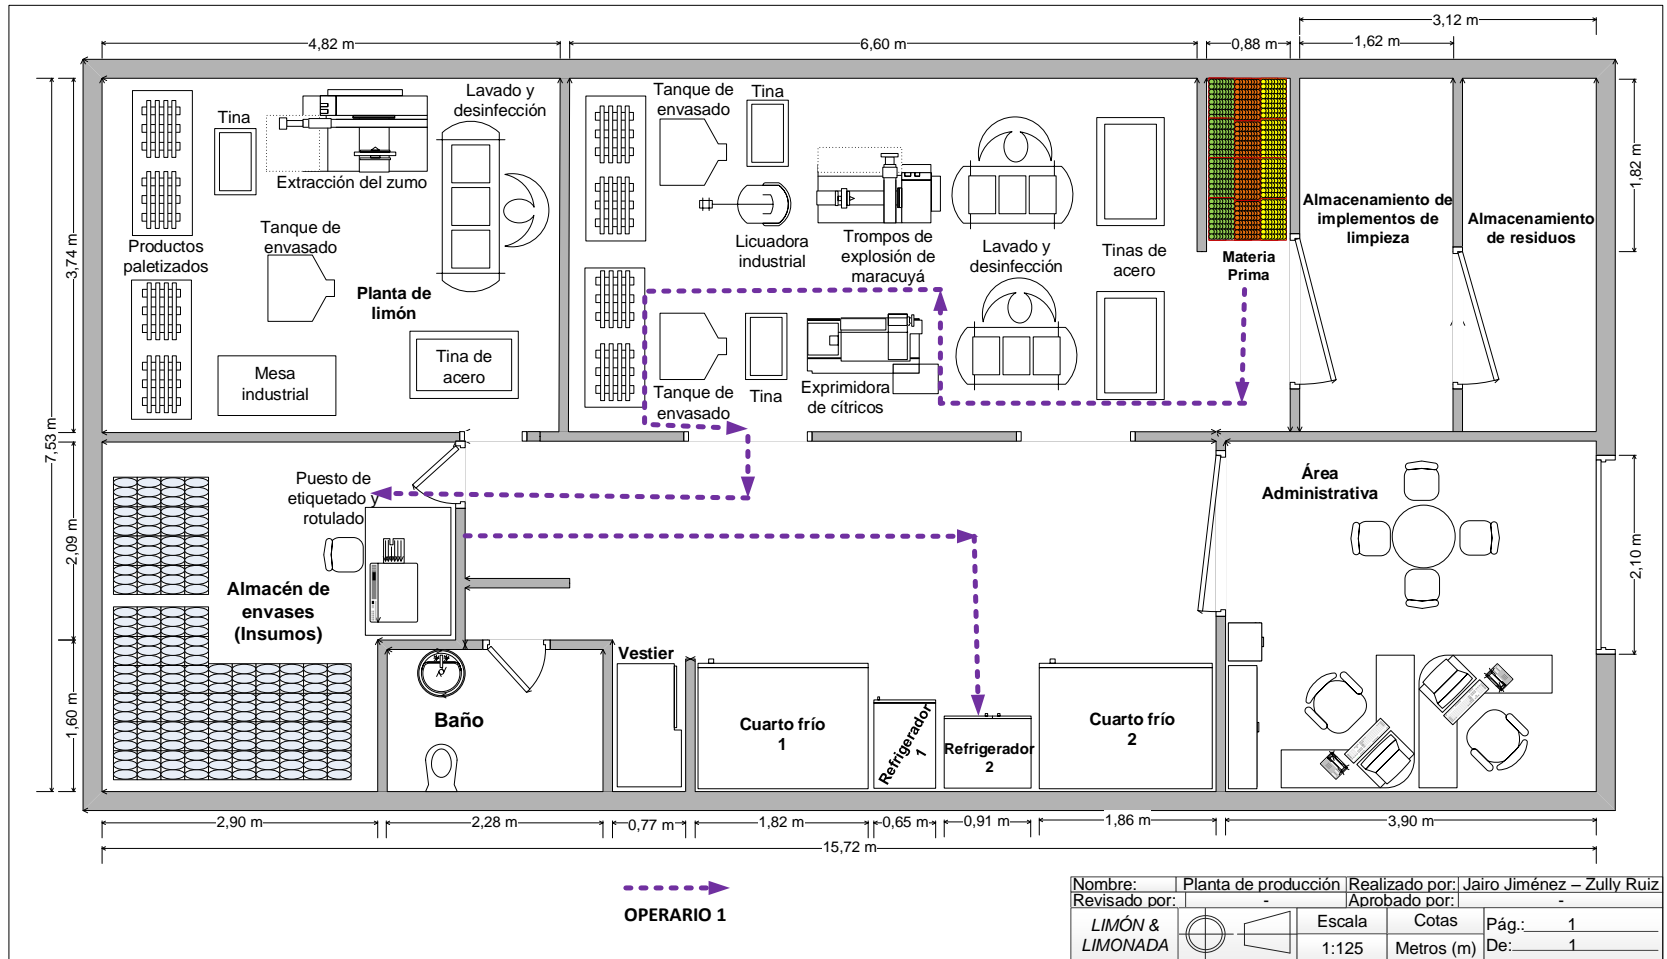 3,12 m
4,82 m
6,60 m
0,88 m
1,62 m
Lavado y
desinfección
Tina
Extracción del zumo
Tanque de
envasado
Productos
paletizados
Planta de
limón
Mesa
industrial
Tina de
acero
Tanque de
envasado
Tina
Licuadora
industrial
Trompos de
explosión de
maracuyá
Lavado y
desinfección
Tinas de
acero
Materia
Prima
Almacenamiento de
implementos de
limpieza
Almacenamiento
de residuos
1,82 m
3,74 m
7,53 m
Tanque de
envasado
Tina
Exprimidora
de cítricos
Puesto de
etiquetado y
rotulado
Área
Administrativa
2,09 m
2,10 m
Almacén de
envases
(Insumos)
1,60 m
Baño
Vestier
Cuarto frío
1
Refrigerador
1
Refrigerador
2
Cuarto frío
2
2,90 m
2,28 m
0,77 m
1,82 m
0,65 m
0,91 m
1,86 m
3,90 m
15,72 m
OPERARIO 1
Nombre: Planta de producción Realizado por: Jairo Jiménez – Zully Ruiz
Revisado por: - Aprobado por: -
LIMÓN &
LIMONADA
Escala Cotas Pág.: 1
1:125 Metros (m) De: 1